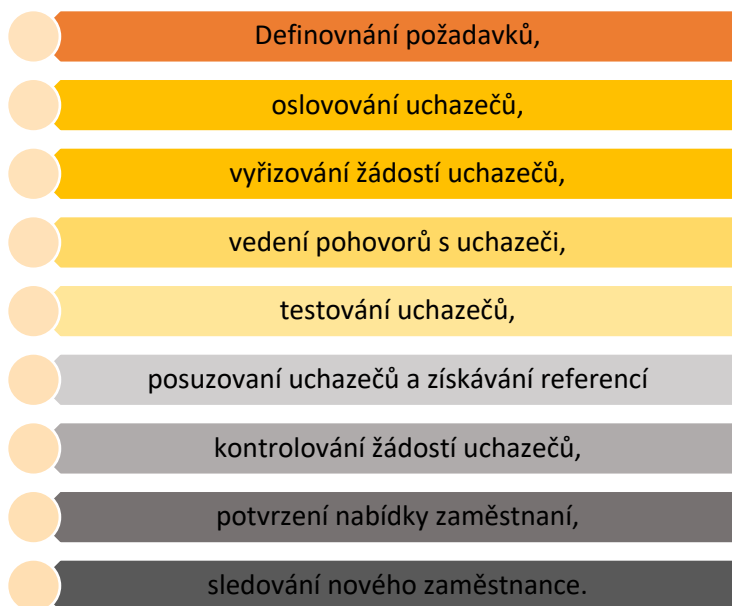 Definovnání požadavků,
oslovování uchazečů,
vyřizování žádostí uchazečů,
vedení pohovorů s uchazeči,
testování uchazečů,
posuzovaní uchazečů a získávání referencí
kontrolování žádostí uchazečů,
potvrzení nabídky zaměstnaní,
sledování nového zaměstnance.